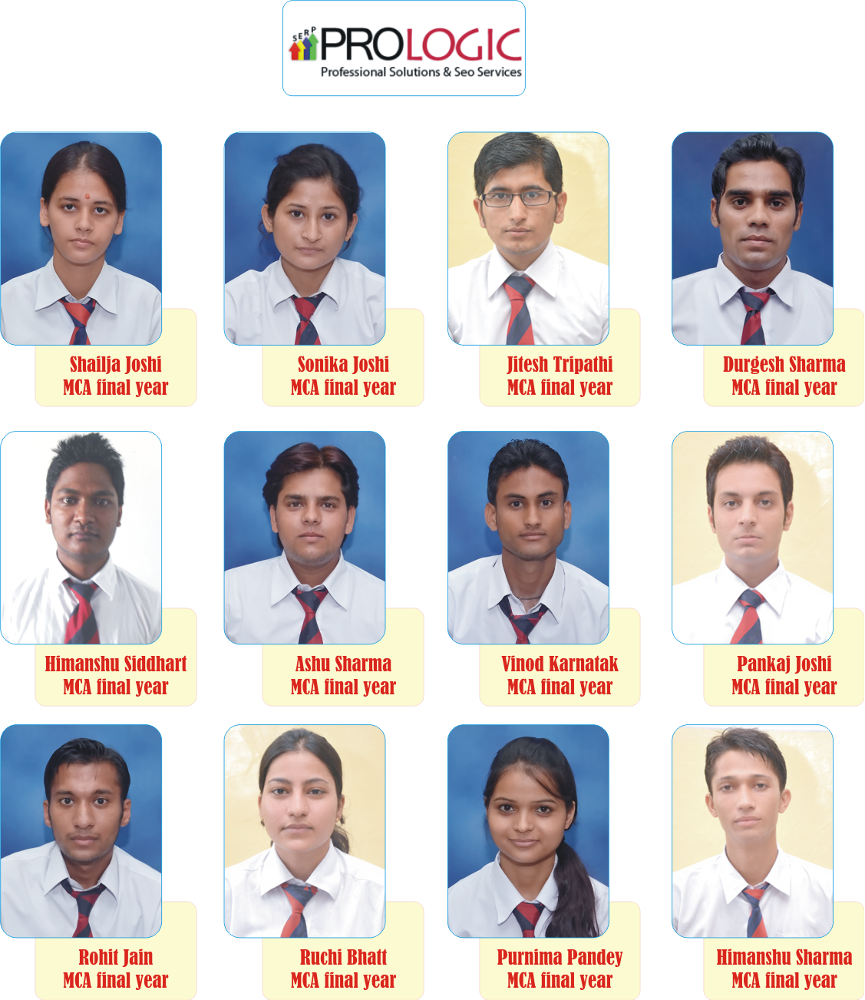 SERP PROLOGIC
Professional Solutions & Seo Services
Shailja Joshi
MCA final year
Sonika Joshi
MCA final year
Jitesh Tripathi
MCA final year
Durgesh Sharma
MCA final year
Himanshu Siddhart
MCA final year
Ashu Sharma
MCA final year
Vinod Karnatak
MCA final year
Pankaj Joshi
MCA final year
Rohit Jain
MCA final year
Ruchi Bhatt
MCA final year
Purnima Pandey
MCA final year
Himanshu Sharma
MCA final year